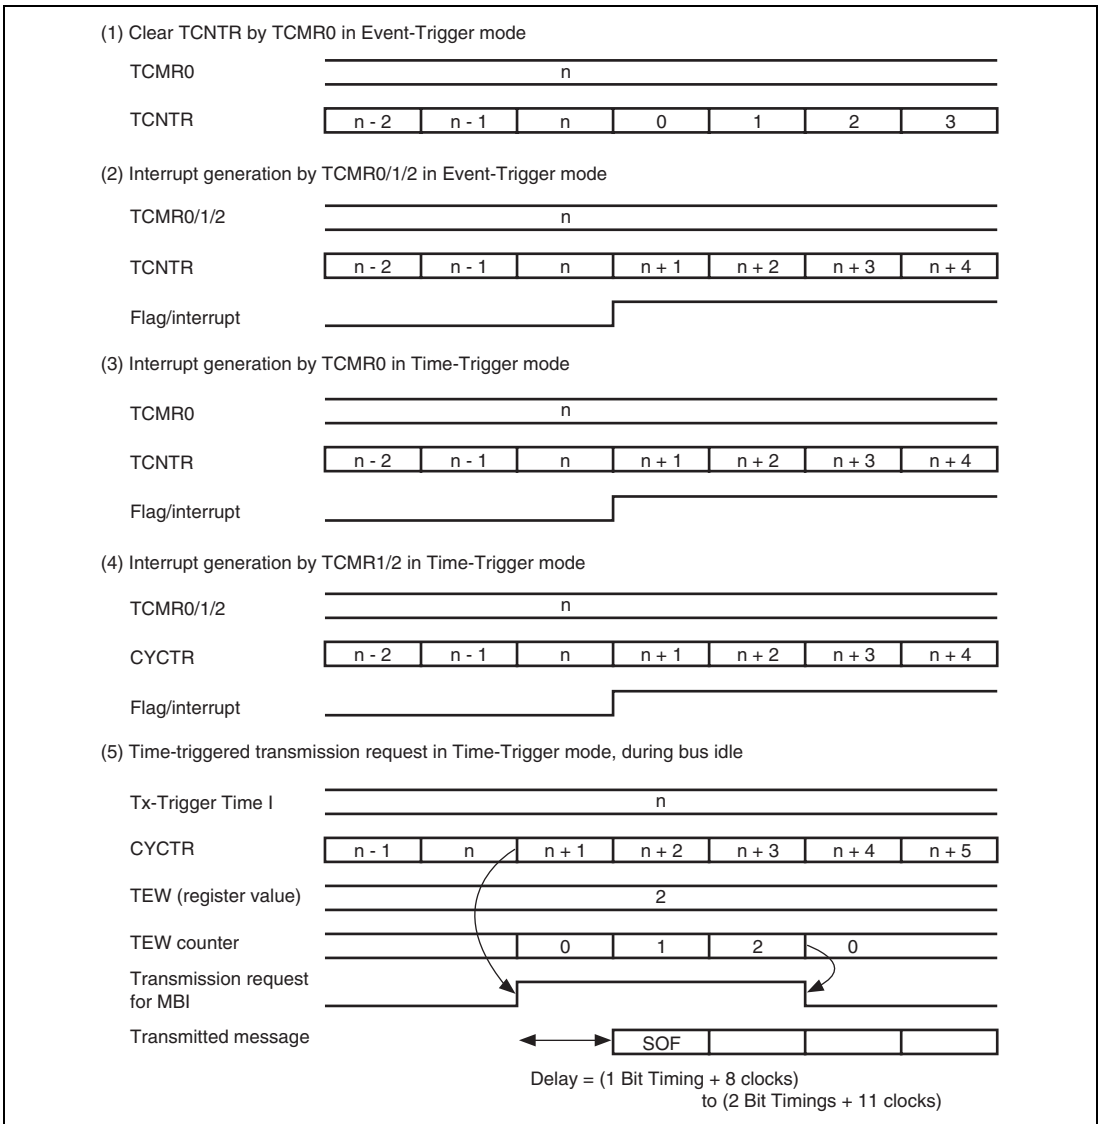 (1) Clear TCNTR by TCMR0 in Event-Trigger mode
TCMR0 n
TCNTR n - 2 n - 1 n 0 1 2 3
(2) Interrupt generation by TCMR0/1/2 in Event-Trigger mode
TCMR0/1/2 n
TCNTR n - 2 n - 1 n n + 1 n + 2 n + 3 n + 4
Flag/interrupt
(3) Interrupt generation by TCMR0 in Time-Trigger mode
TCMR0 n
TCNTR n - 2 n - 1 n n + 1 n + 2 n + 3 n + 4
Flag/interrupt
(4) Interrupt generation by TCMR1/2 in Time-Trigger mode
TCMR0/1/2 n
CYCTR n - 2 n - 1 n n + 1 n + 2 n + 3 n + 4
Flag/interrupt
(5) Time-triggered transmission request in Time-Trigger mode, during bus idle
Tx-Trigger Time I n
CYCTR n - 1 n n + 1 n + 2 n + 3 n + 4 n + 5
TEW (register value) 2
TEW counter 0 1 2 0
Transmission request
for MBI
Transmitted message SOF
Delay = (1 Bit Timing + 8 clocks)
to (2 Bit Timings + 11 clocks)